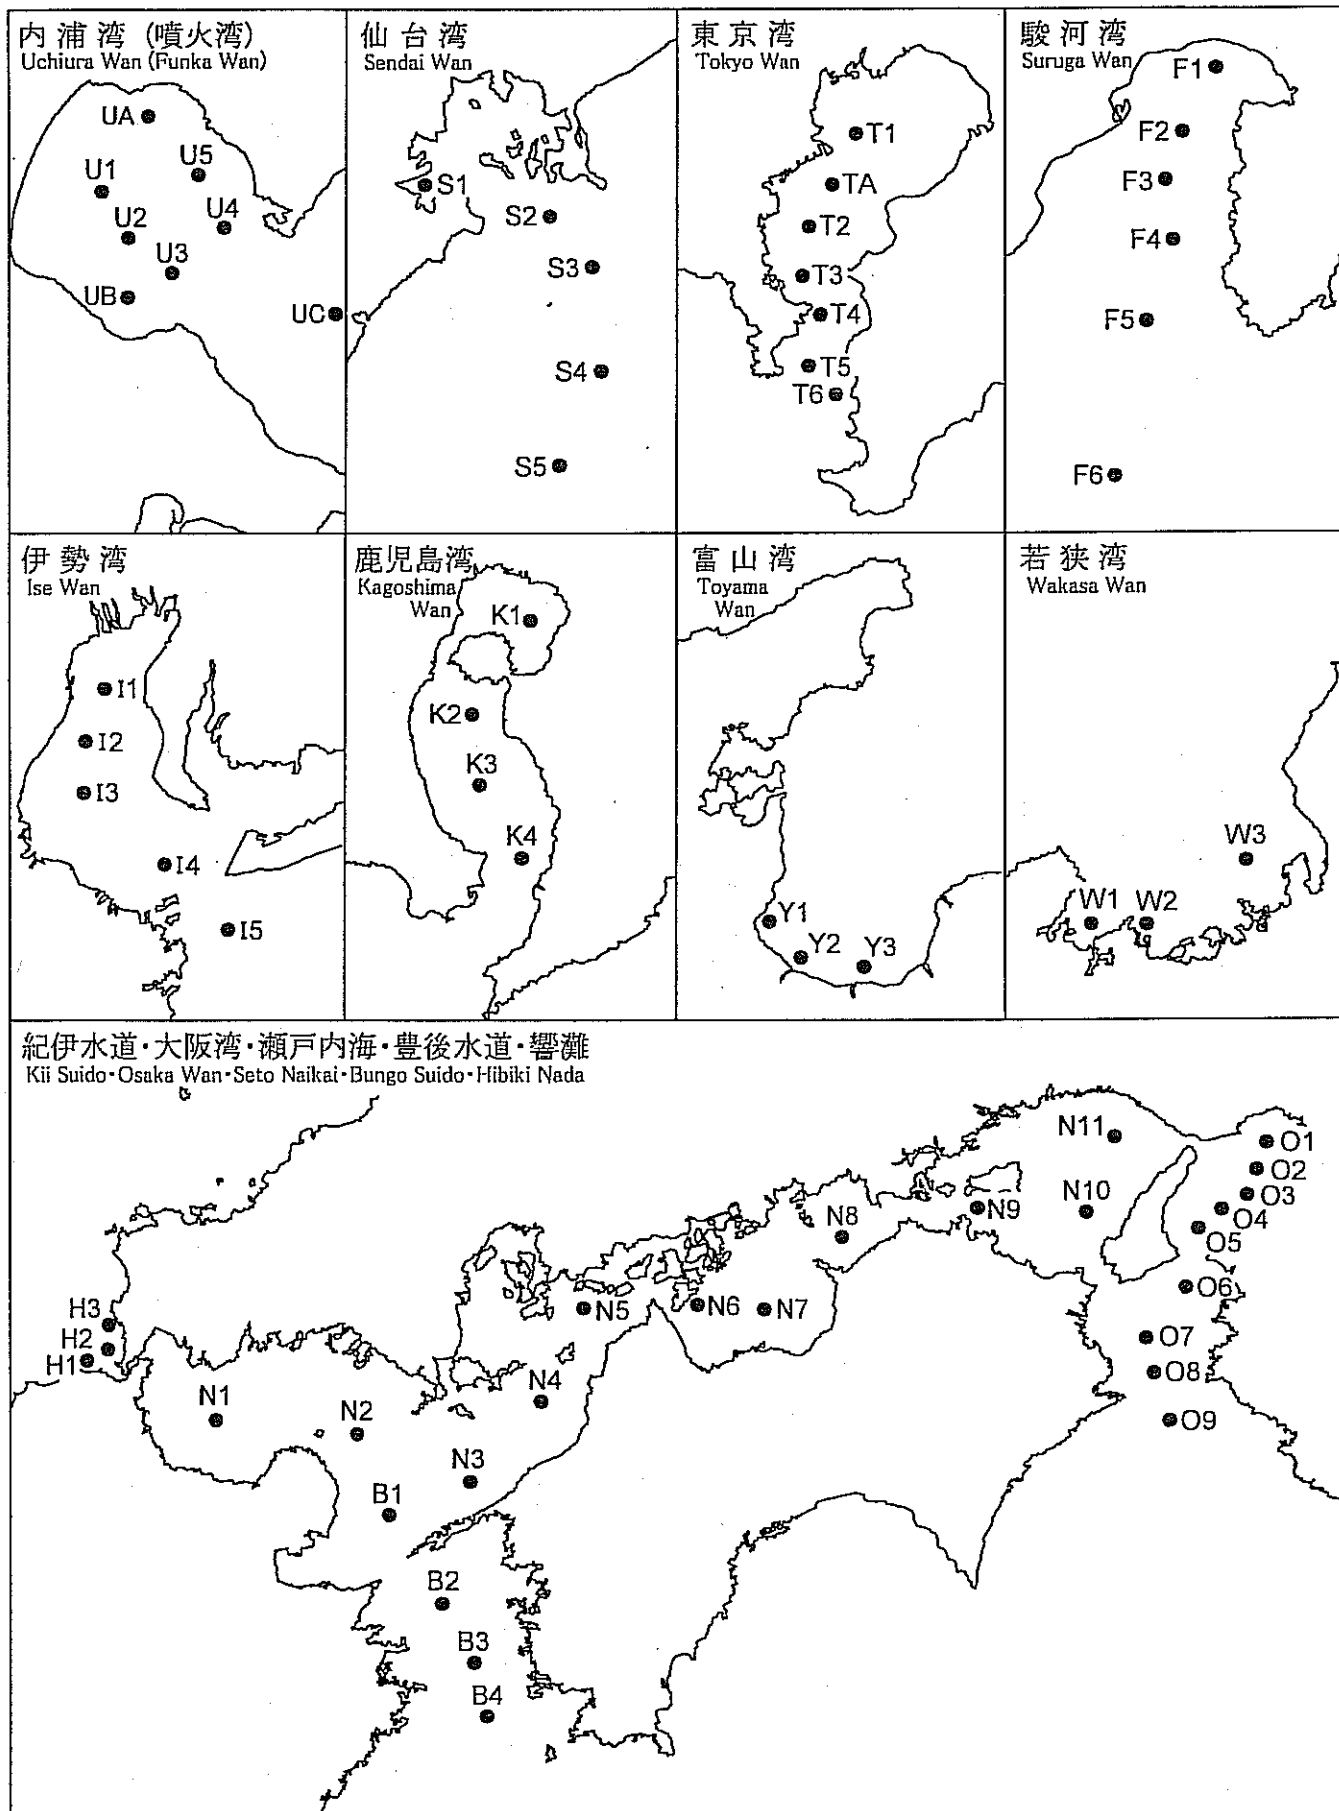 内浦湾 (噴火湾)
Uchiura Wan (Funka Wan)
UA
U1
U5
U2
U4
U3
UB
UC
仙台湾
Sendai Wan
S1
S2
S3
S4
S5
東京湾
Tokyo Wan
T1
TA
T2
T3
T4
T5
T6
駿河湾
Suruga Wan
F1
F2
F3
F4
F5
F6
伊勢湾
Ise Wan
I1
I2
I3
I4
I5
鹿児島湾
Kagoshima
Wan
K1
K2
K3
K4
富山湾
Toyama
Wan
Y1
Y2
Y3
若狭湾
Wakasa Wan
W3
W1
W2
紀伊水道・大阪湾・瀬戸内海・豊後水道・響灘
Kii Suido・Osaka Wan・Seto Naikai・Bungo Suido・Hibiki Nada
N11
O1
O2
O3
N10
N9
O4
N8
O5
O6
H3
N5
N6
N7
O7
H2
H1
O8
N4
N1
N2
O9
N3
B1
B2
B3
B4